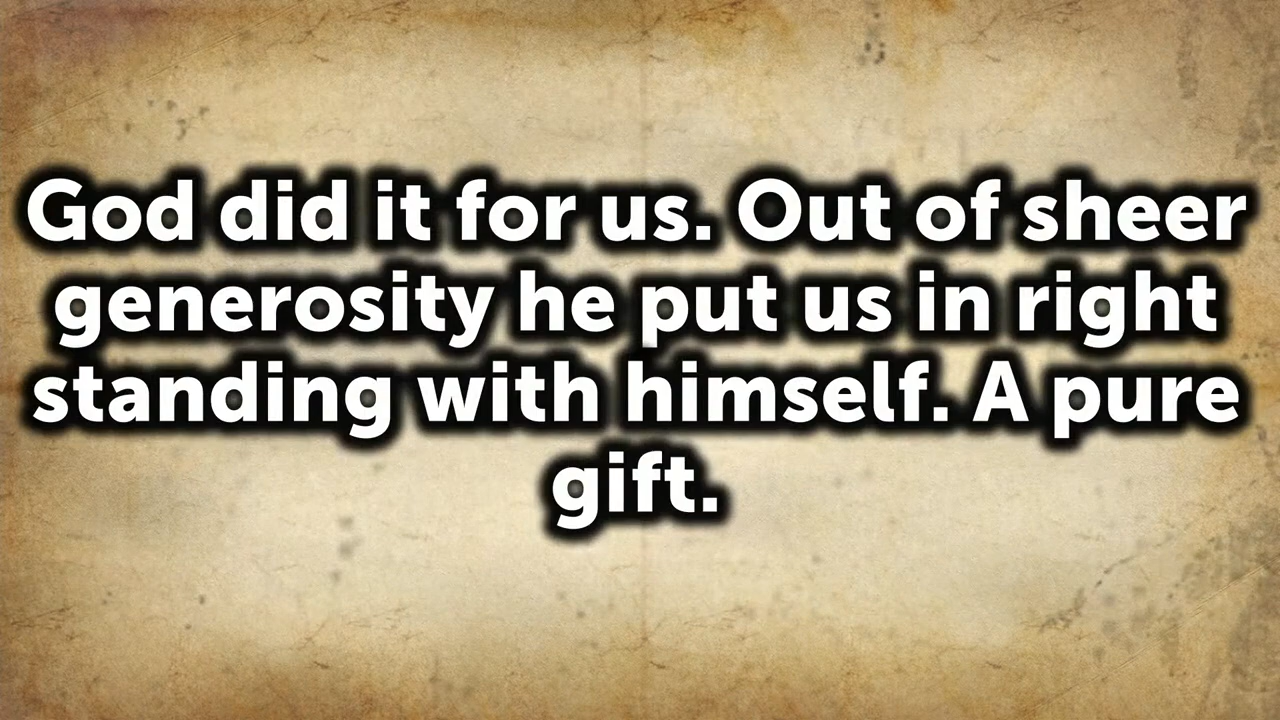 God did it for us. Out of sheer
generosity he put us in right
standing with himself. A pure
gift.